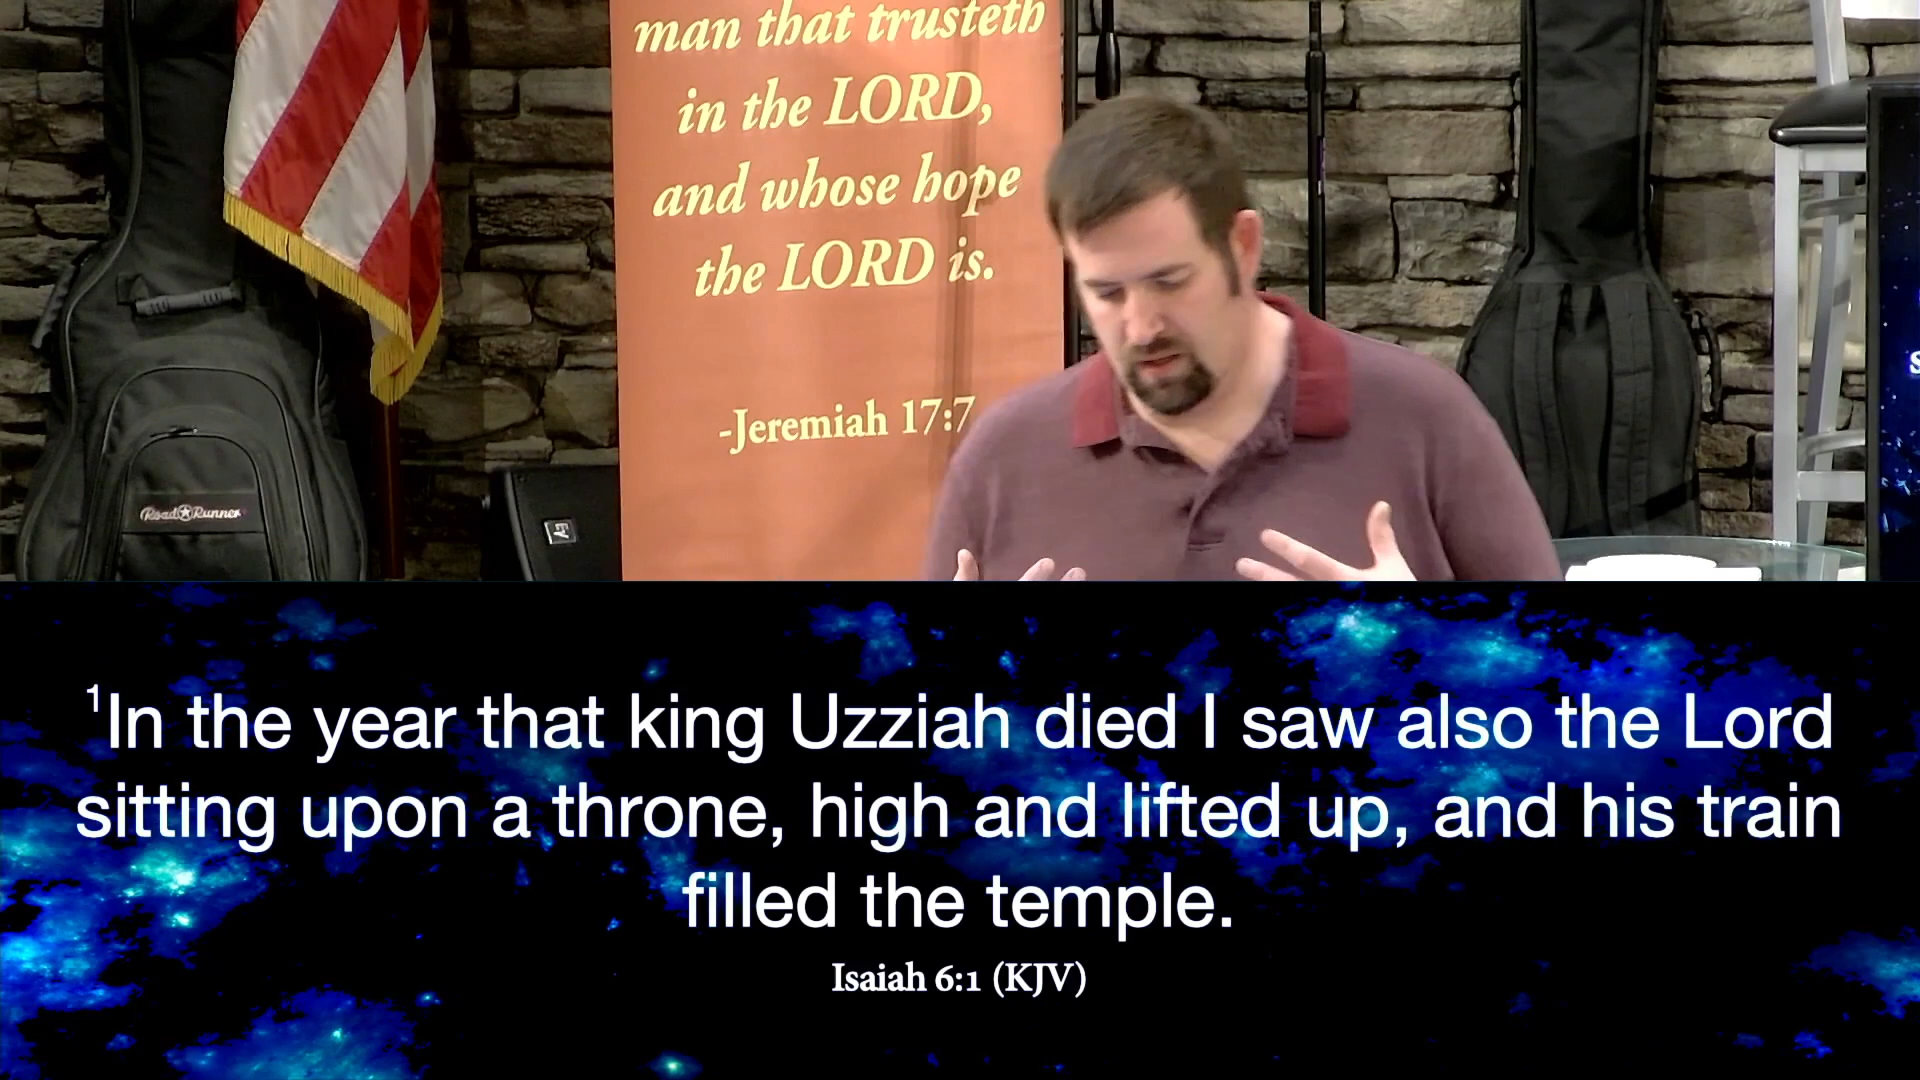 man that trusteth
in the LORD,
and whose hope
the LORD is.
-Jeremiah 17:7
Road Runner
EV
S
1In the year that king Uzziah died I saw also the Lord
sitting upon a throne, high and lifted up, and his train
filled the temple.
Isaiah 6:1 (KJV)